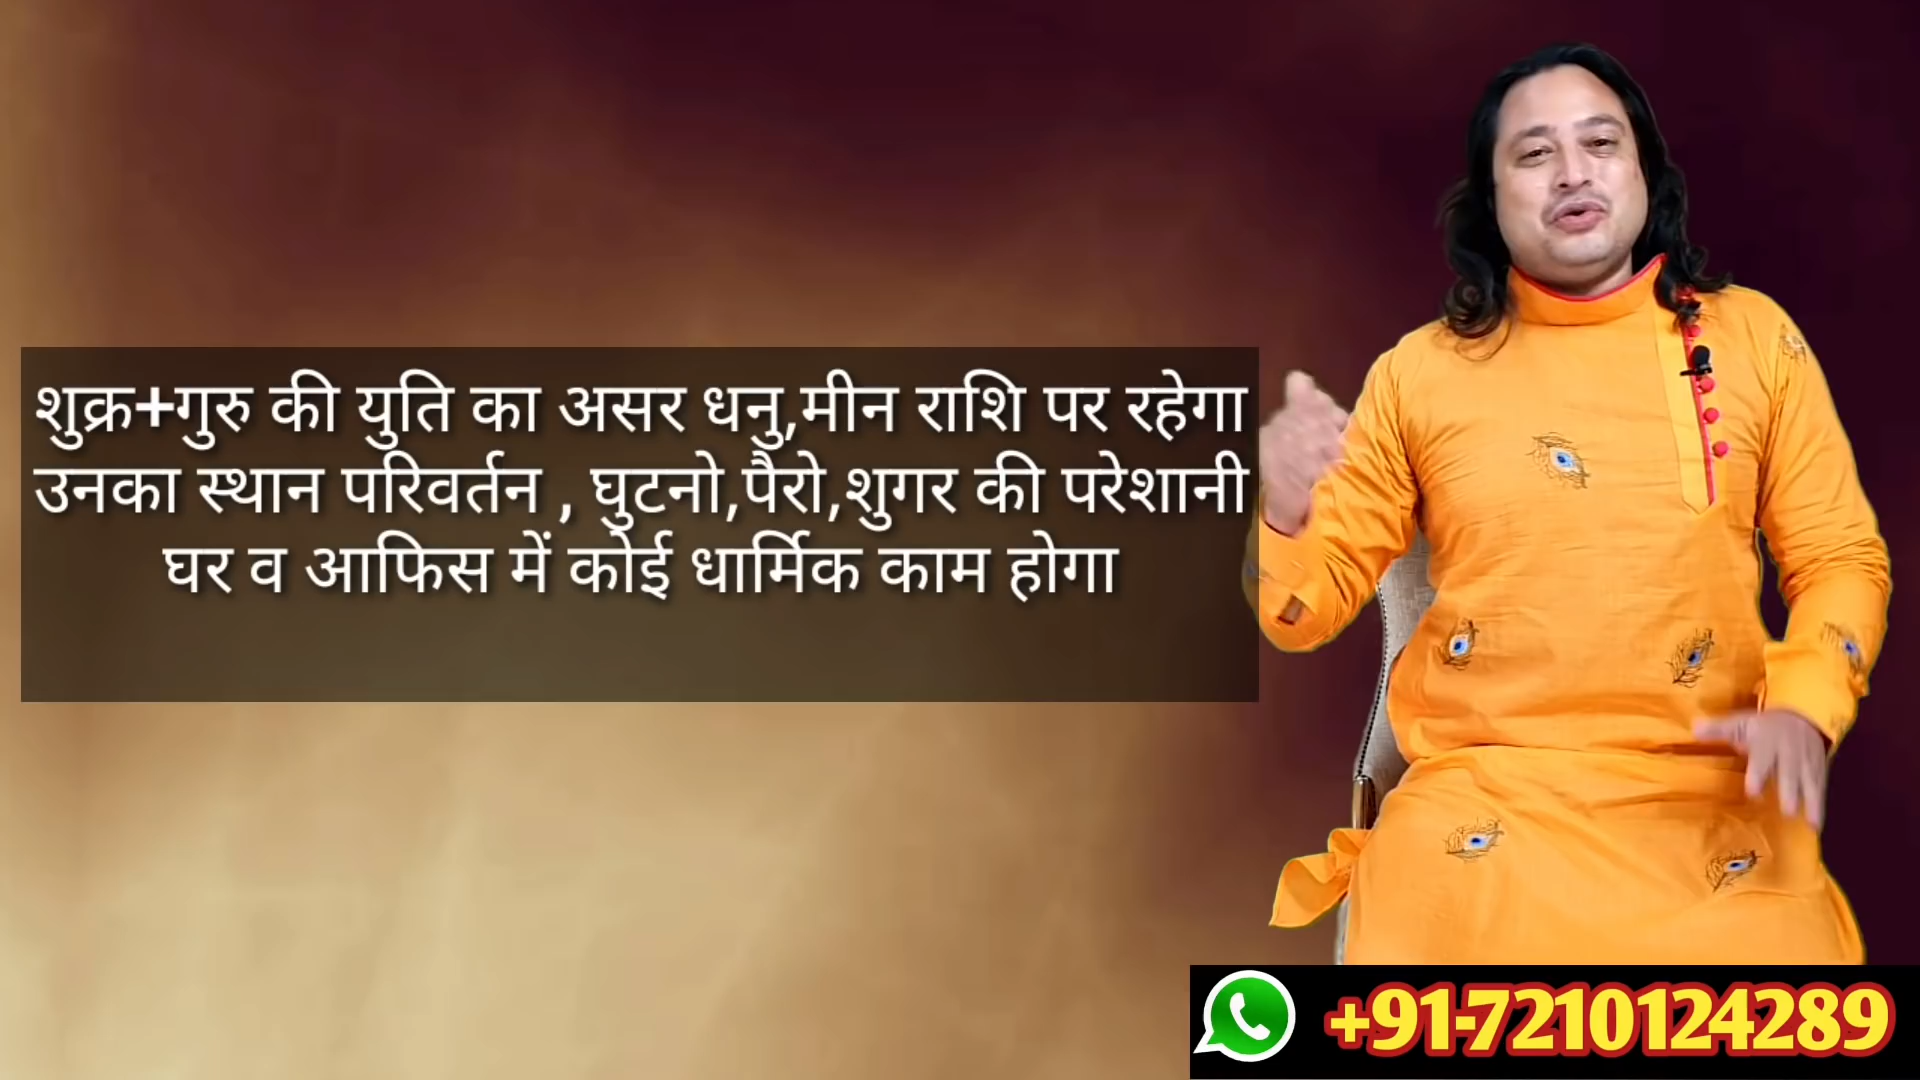 शुक्र+गुरु की युति का असर धनु,मीन राशि पर रहेगा
उनका स्थान परिवर्तन , घुटनो,पैरो,शुगर की परेशानी
घर व आफिस में कोई धार्मिक काम होगा
+91-7210124289